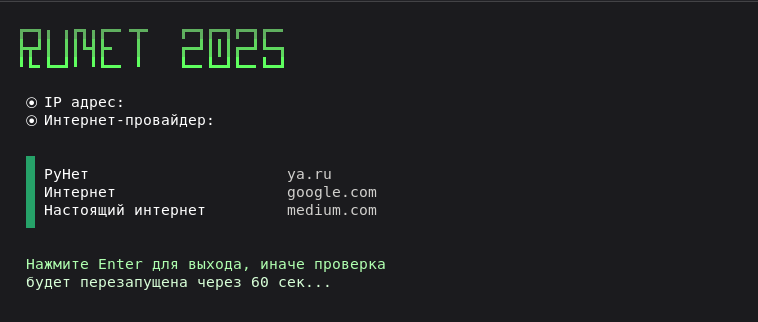 RUNET 2025
IP адрес:
Интернет-провайдер:
РуНет ya.ru
Интернет google.com
Настоящий интернет medium.com
Нажмите Enter для выхода, иначе проверка
будет перезапущена через 60 сек...